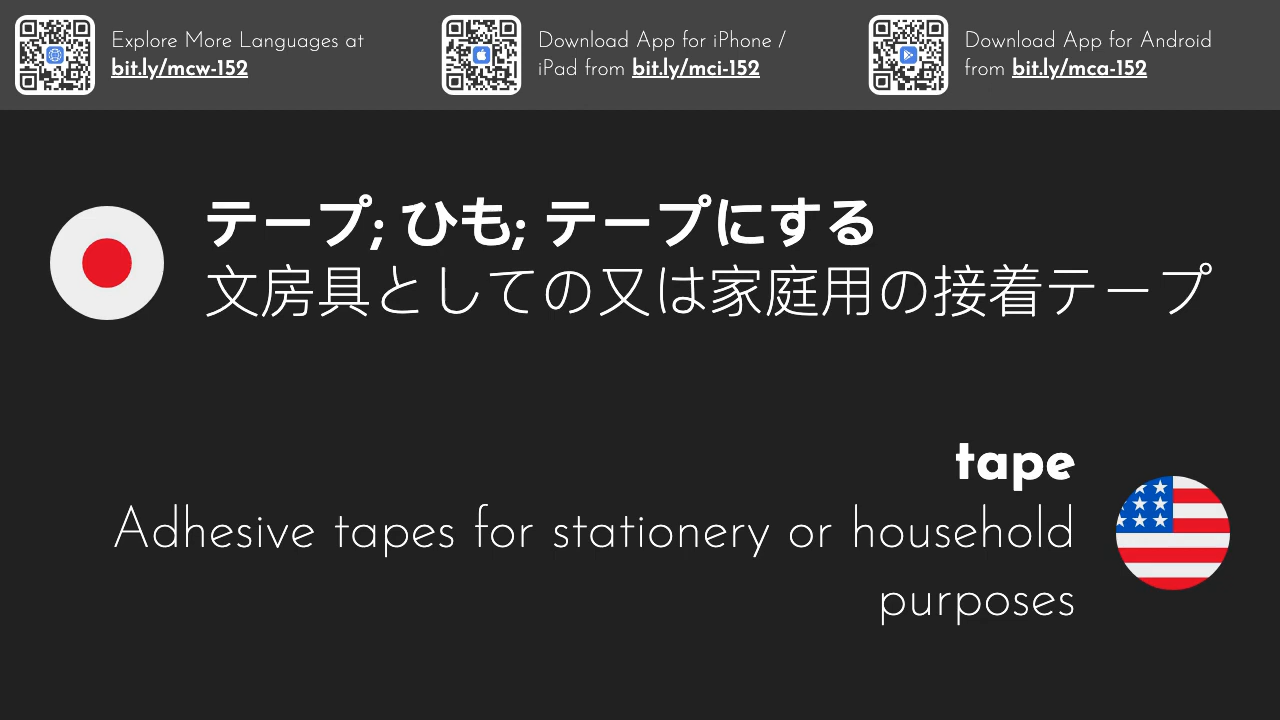 Explore More Languages at
bit.ly/mcw-152
Download App for iPhone /
iPad from bit.ly/mci-152
Download App for Android
from bit.ly/mca-152
テープ; ひも; テープにする
文房具としての又は家庭用の接着テープ
tape
Adhesive tapes for stationery or household
purposes